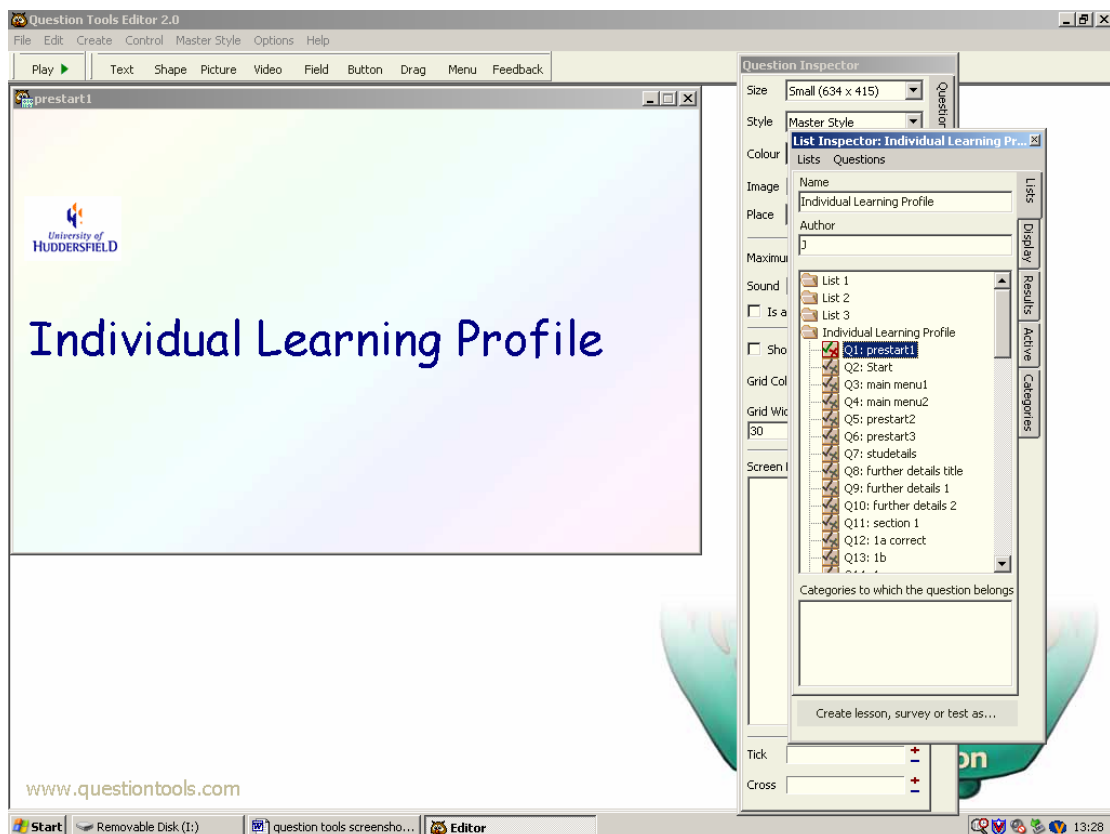 Question Tools Editor 2.0
File Edit Create Control Master Style Options Help
Play Text Shape Picture Video Field Button Drag Menu Feedback
prestart1
University of
HUDDERSFIELD
Individual Learning Profile
www.questiontools.com
Question Inspector
Size Small (634 x 415)
Style Master Style
Colour
Image
Place
Maximu
Sound
Is a
Sho
Grid Col
Grid Wid
30
Screen
Tick
Cross
Question
List Inspector: Individual Learning Pr...
Lists Questions
Name
Individual Learning Profile
Author
J
List 1
List 2
List 3
Individual Learning Profile
Q1: prestart1
Q2: Start
Q3: main menu1
Q4: main menu2
Q5: prestart2
Q6: prestart3
Q7: studetails
Q8: further details title
Q9: further details 1
Q10: further details 2
Q11: section 1
Q12: 1a correct
Q13: 1b
Categories to which the question belongs
Create lesson, survey or test as...
Lists
Display
Results
Active
Categories
on
Start Removable Disk (I:) question tools screensho... Editor 13:28